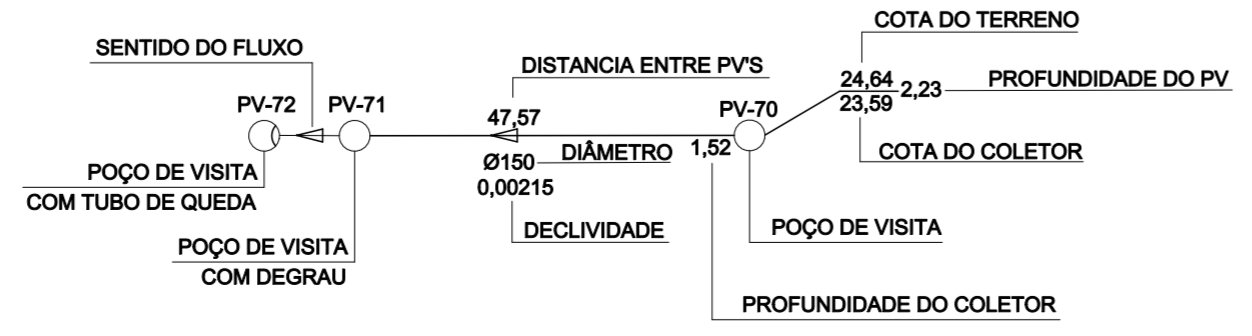 COTA DO TERRENO
SENTIDO DO FLUXO
DISTANCIA ENTRE PV'S
24,64
2,23
PROFUNDIDADE DO PV
23,59
PV-72
PV-71
47,57
PV-70
1,52
COTA DO COLETOR
Ø150
DIÂMETRO
0,00215
POÇO DE VISITA
COM TUBO DE QUEDA
DECLIVIDADE
POÇO DE VISITA
POÇO DE VISITA
COM DEGRAU
PROFUNDIDADE DO COLETOR